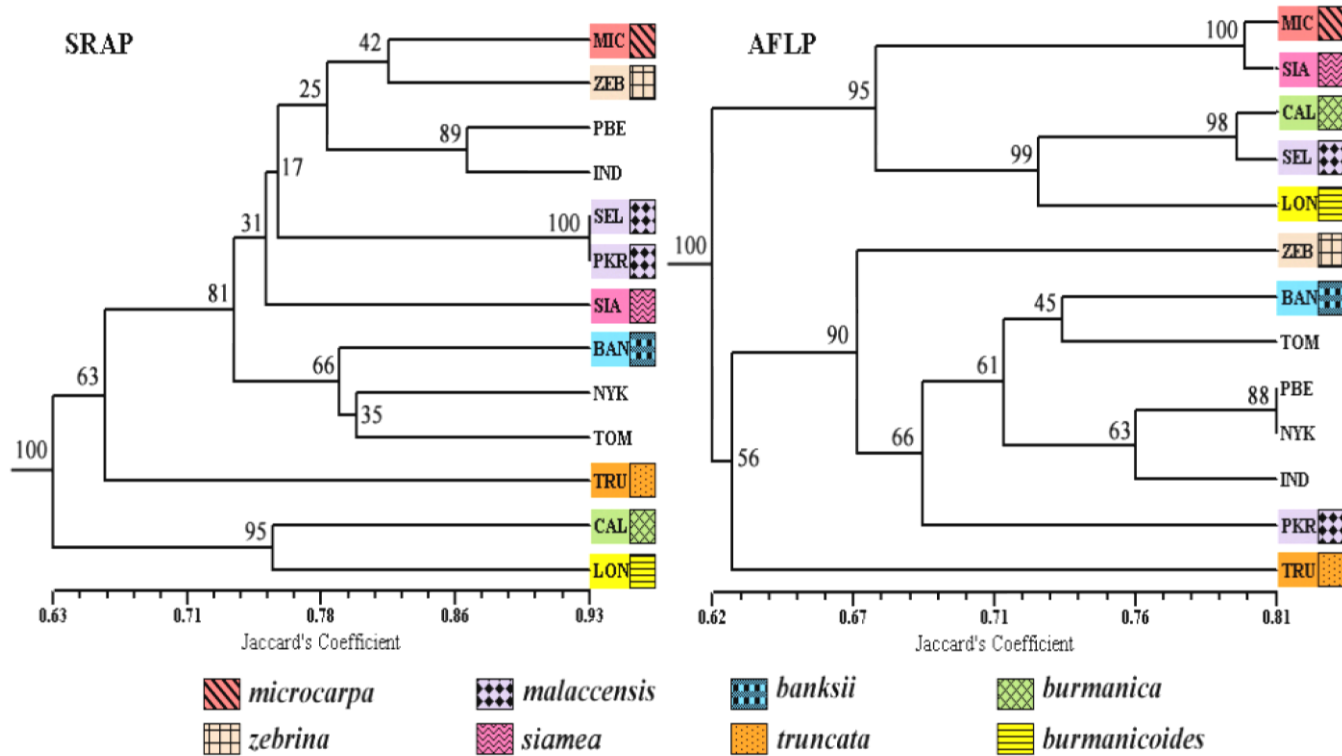 SRAP
42
MIC
ZEB
25
PBE
89
IND
17
SEL
31
100
PKR
81
SIA
BAN
66
63
NYK
35
TOM
100
TRU
CAL
95
LON
0.63 0.71 0.78 0.86 0.93
Jaccard's Coefficient
AFLP
MIC
100
SIA
95
CAL
98
SEL
99
LON
100
ZEB
BAN
45
TOM
90
61
PBE
88
NYK
63
66
IND
56
PKR
TRU
0.62 0.67 0.71 0.76 0.81
Jaccard's Coefficient
microcarpa malaccensis banksii burmanica
zebrina siamea truncata burmanicoides